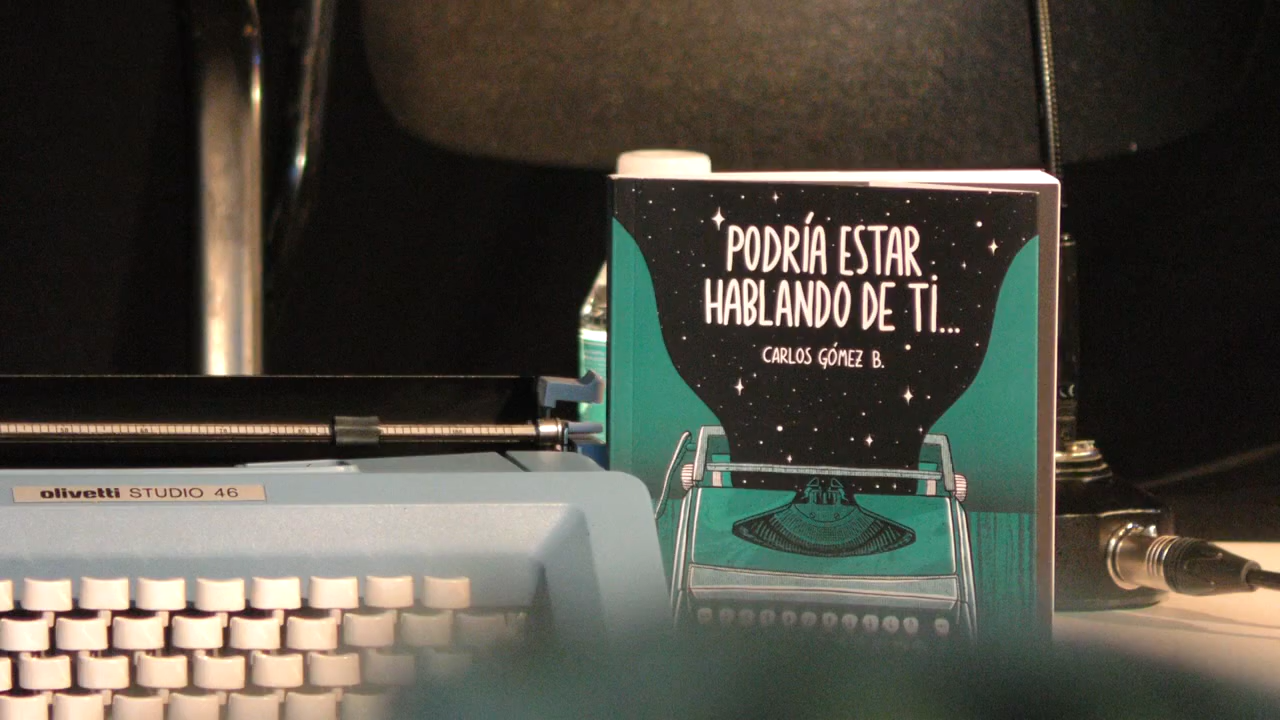 PODRÍA ESTAR
HABLANDO DE Ti...
CARLOS GÓMEZ B.
olivetti STUDIO 46